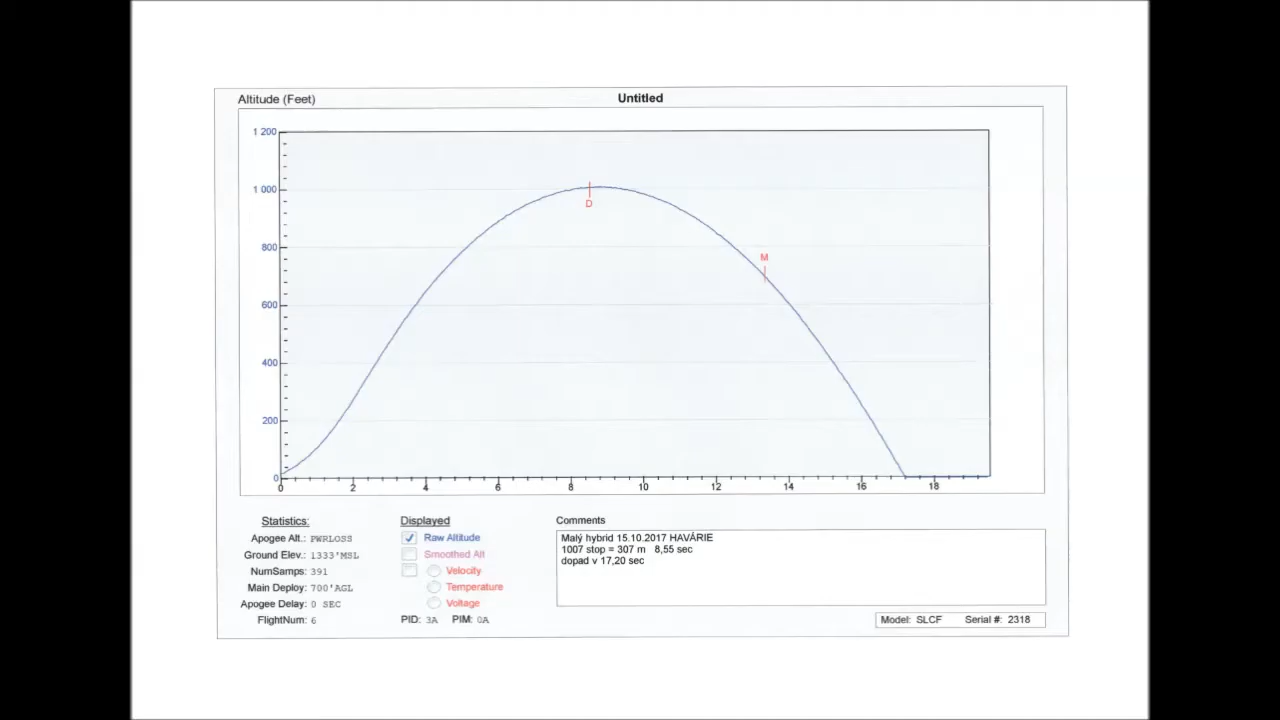 Altitude (Feet)
Untitled
1 200
1 000
800
600
400
200
0
D
M
0 2 4 6 8 10 12 14 16 18
Statistics:
Apogee Alt.: PWRLOSS
Ground Elev.: 1333'MSL
NumSamps: 391
Main Deploy: 700'AGL
Apogee Delay: 0 SEC
FlightNum: 6
Displayed
Raw Altitude
Smoothed Alt
Velocity
Temperature
Voltage
PID: 3A PIM: 0A
Comments
Malý hybrid 15.10.2017 HAVÁRIE
1007 stop = 307 m 8,55 sec
dopad v 17,20 sec
Model: SLCF Serial #: 2318